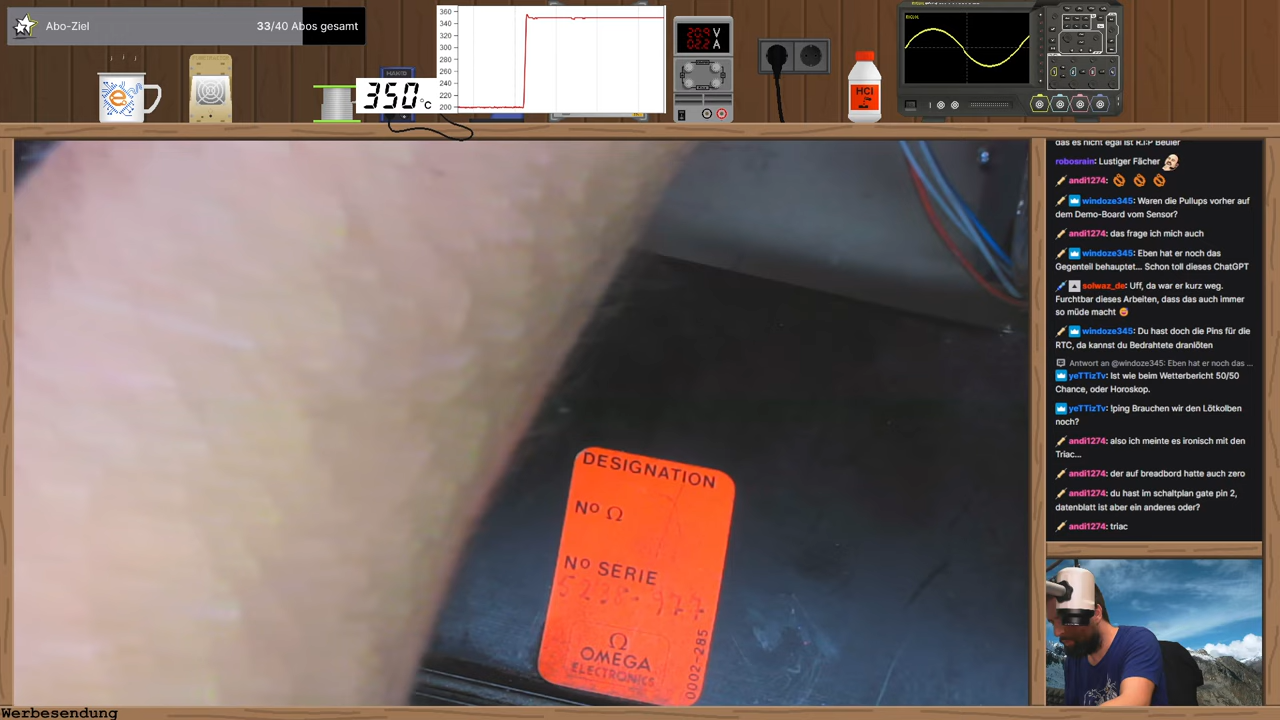 Abo-Ziel
33/40 Abos gesamt
360
340
320
300
280
260
240
220
200
HAKKO
350°C
20.9 V
02.2 A
HCl
RIGOL
das es nicht egal ist R.I:P Beuler
robosrain: Lustiger Fächer
andi1274:
windoze345: Waren die Pullups vorher auf
dem Demo-Board vom Sensor?
andi1274: das frage ich mich auch
windoze345: Eben hat er noch das
Gegenteil behauptet... Schon toll dieses ChatGPT
solwaz_de: Uff, da war er kurz weg.
Furchtbar dieses Arbeiten, dass das auch immer
so müde macht
windoze345: Du hast doch die Pins für die
RTC, da kannst du Bedrahtete dranlöten
Antwort an @windoze345: Eben hat er noch das ...
yeTTizTv: Ist wie beim Wetterbericht 50/50
Chance, oder Horoskop.
yeTTizTv: !ping Brauchen wir den Lötkolben
noch?
andi1274: also ich meinte es ironisch mit den
Triac...
andi1274: der auf breadbord hatte auch zero
andi1274: du hast im schaltplan gate pin 2,
datenblatt ist aber ein anderes oder?
andi1274: triac
DESIGNATION
No Ω
No SERIE
Ω
OMEGA
ELECTRONICS
0002-285
Werbesendung